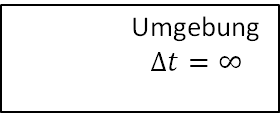 Umgebung
Δt = ∞